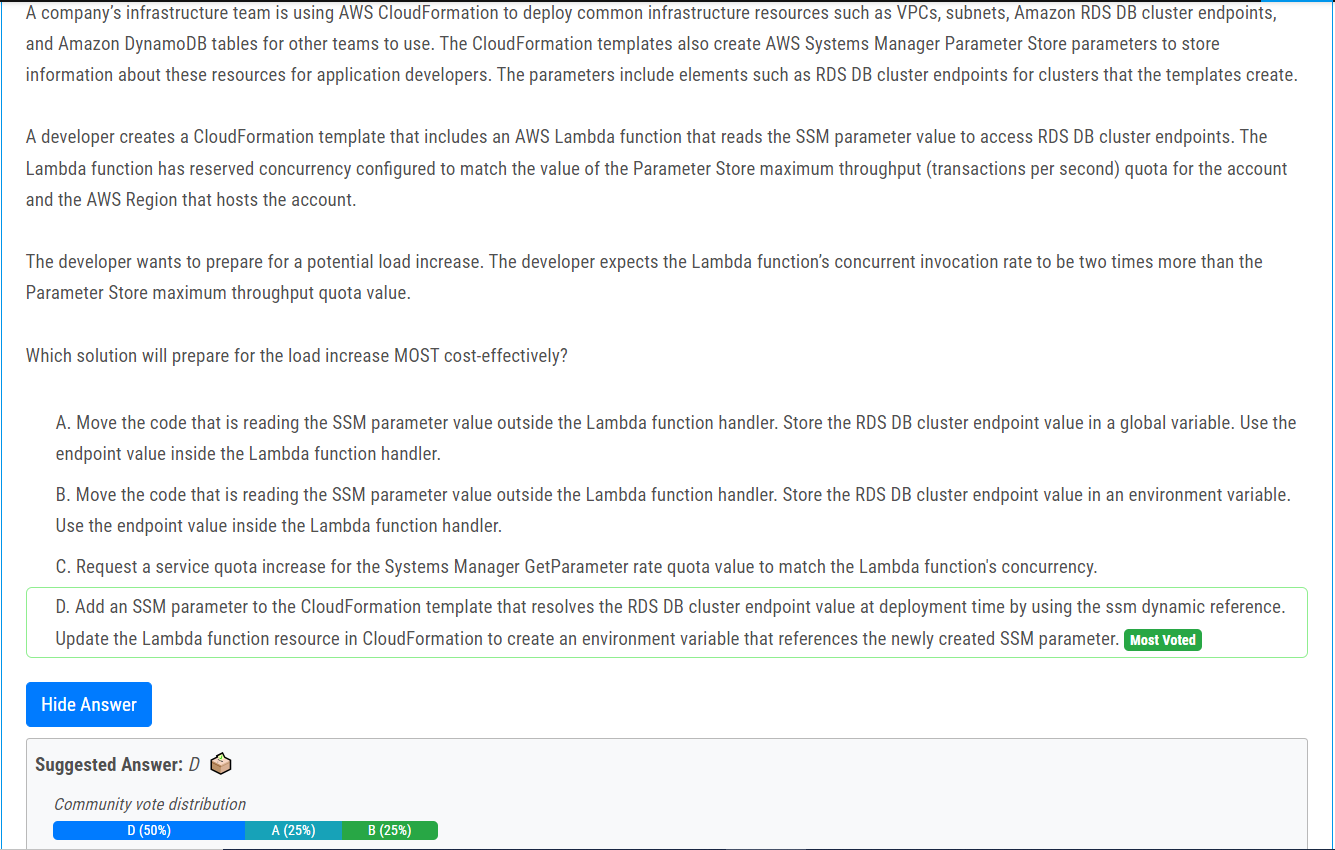 A company’s infrastructure team is using AWS CloudFormation to deploy common infrastructure resources such as VPCs, subnets, Amazon RDS DB cluster endpoints,
and Amazon DynamoDB tables for other teams to use. The CloudFormation templates also create AWS Systems Manager Parameter Store parameters to store
information about these resources for application developers. The parameters include elements such as RDS DB cluster endpoints for clusters that the templates create.
A developer creates a CloudFormation template that includes an AWS Lambda function that reads the SSM parameter value to access RDS DB cluster endpoints. The
Lambda function has reserved concurrency configured to match the value of the Parameter Store maximum throughput (transactions per second) quota for the account
and the AWS Region that hosts the account.
The developer wants to prepare for a potential load increase. The developer expects the Lambda function’s concurrent invocation rate to be two times more than the
Parameter Store maximum throughput quota value.
Which solution will prepare for the load increase MOST cost-effectively?
A. Move the code that is reading the SSM parameter value outside the Lambda function handler. Store the RDS DB cluster endpoint value in a global variable. Use the
endpoint value inside the Lambda function handler.
B. Move the code that is reading the SSM parameter value outside the Lambda function handler. Store the RDS DB cluster endpoint value in an environment variable.
Use the endpoint value inside the Lambda function handler.
C. Request a service quota increase for the Systems Manager GetParameter rate quota value to match the Lambda function's concurrency.
D. Add an SSM parameter to the CloudFormation template that resolves the RDS DB cluster endpoint value at deployment time by using the ssm dynamic reference.
Update the Lambda function resource in CloudFormation to create an environment variable that references the newly created SSM parameter. Most Voted
Hide Answer
Suggested Answer: D
Community vote distribution
D (50%) A (25%) B (25%)